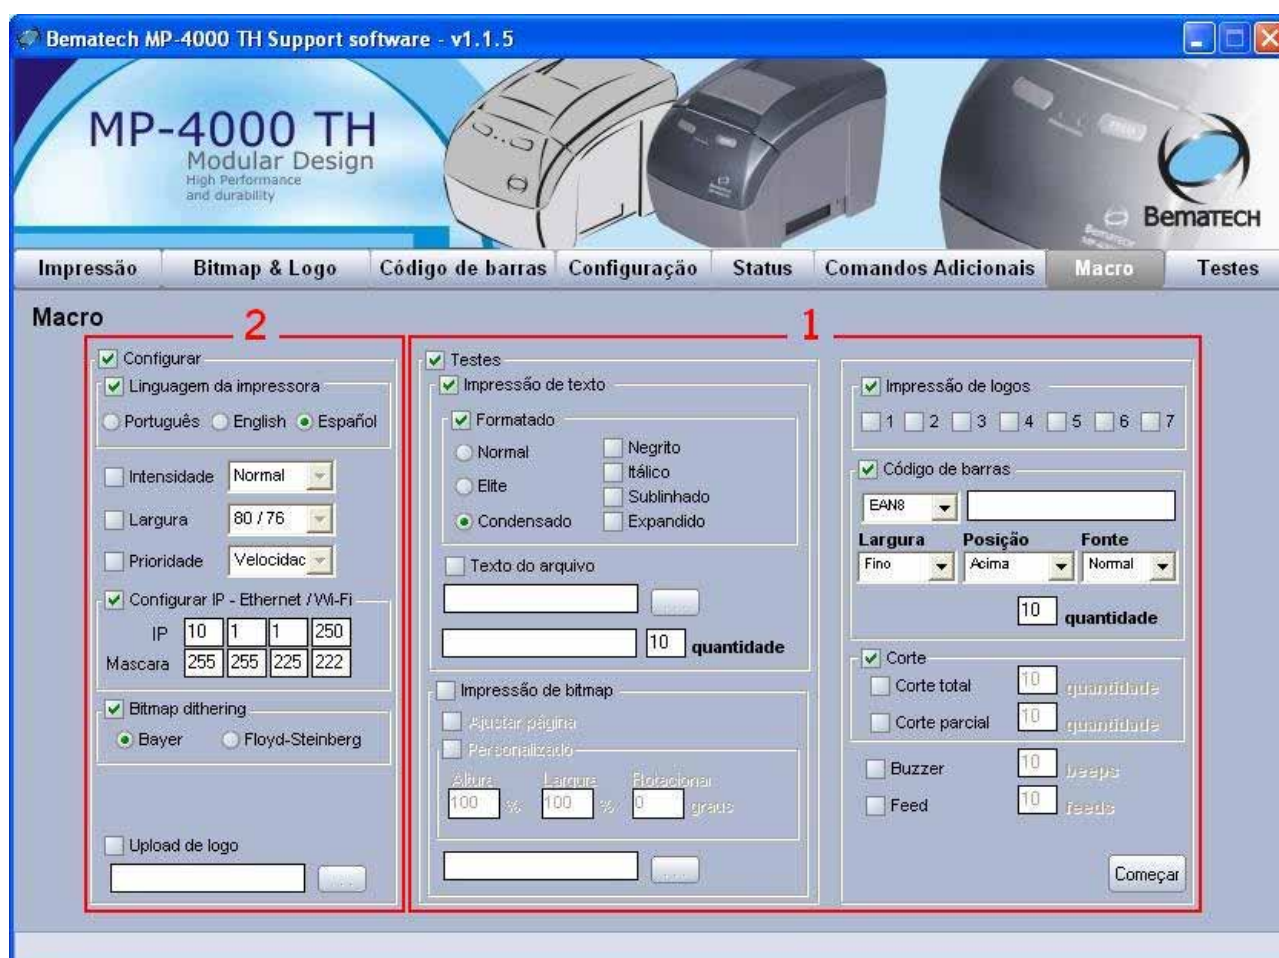 Bematech MP-4000 TH Support software - v1.1.5
MP-4000 TH
Modular Design
High Performance
and durability
BEMATECH
Impressão Bitmap & Logo Código de barras Configuração Status Comandos Adicionais Macro Testes
Macro
2
1
Configurar
Linguagem da impressora
Português English Español
Intensidade Normal
Largura 80 / 76
Prioridade Velocidac
Configurar IP - Ethernet / Wi-Fi
IP 10 1 1 250
Mascara 255 255 225 222
Bitmap dithering
Bayer Floyd-Steinberg
Upload de logo
...
Testes
Impressão de texto
Formatado
Normal Negrito
Itálico
Elite Sublinhado
Condensado Expandido
Texto do arquivo
...
10 quantidade
Impressão de bitmap
Ajustar página
Personalizado
Altura Largura Rotacionar
100 % 100 % 0 graus
...
Impressão de logos
1 2 3 4 5 6 7
Código de barras
EAN8
Largura Posição Fonte
Fino Acima Normal
10 quantidade
Corte
Corte total 10 quantidade
Corte parcial 10 quantidade
Buzzer 10 beeps
Feed 10 feeds
Começar